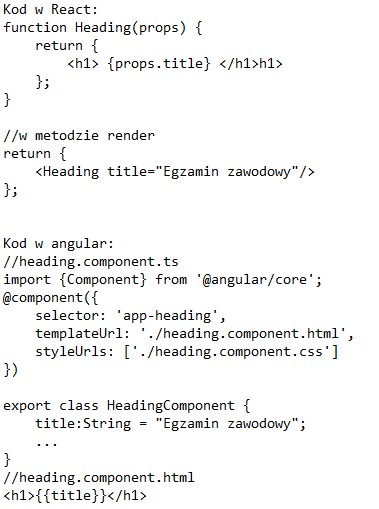 Kod w React:
function Heading(props) {
    return {
        <h1> {props.title} </h1>h1>
    };
}

//w metodzie render
return {
    <Heading title="Egzamin zawodowy"/>
};


Kod w angular:
//heading.component.ts
import {Component} from '@angular/core';
@component({
    selector: 'app-heading',
    templateUrl: './heading.component.html',
    styleUrls: ['./heading.component.css']
})

export class HeadingComponent {
    title:String = "Egzamin zawodowy";
    ...
}
//heading.component.html
<h1>{{title}}</h1>